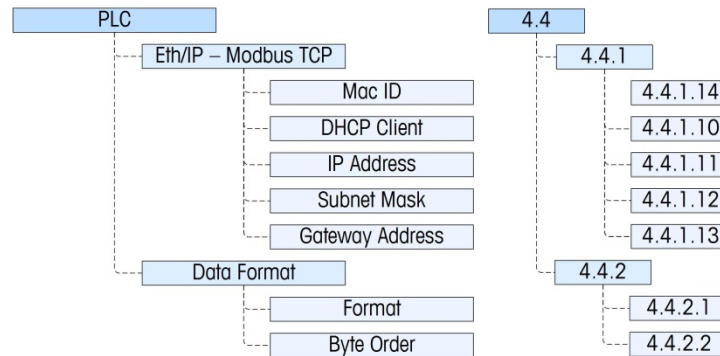 PLC 4.4
Eth/IP – Modbus TCP 4.4.1
Mac ID 4.4.1.14
DHCP Client 4.4.1.10
IP Address 4.4.1.11
Subnet Mask 4.4.1.12
Gateway Address 4.4.1.13
Data Format 4.4.2
Format 4.4.2.1
Byte Order 4.4.2.2